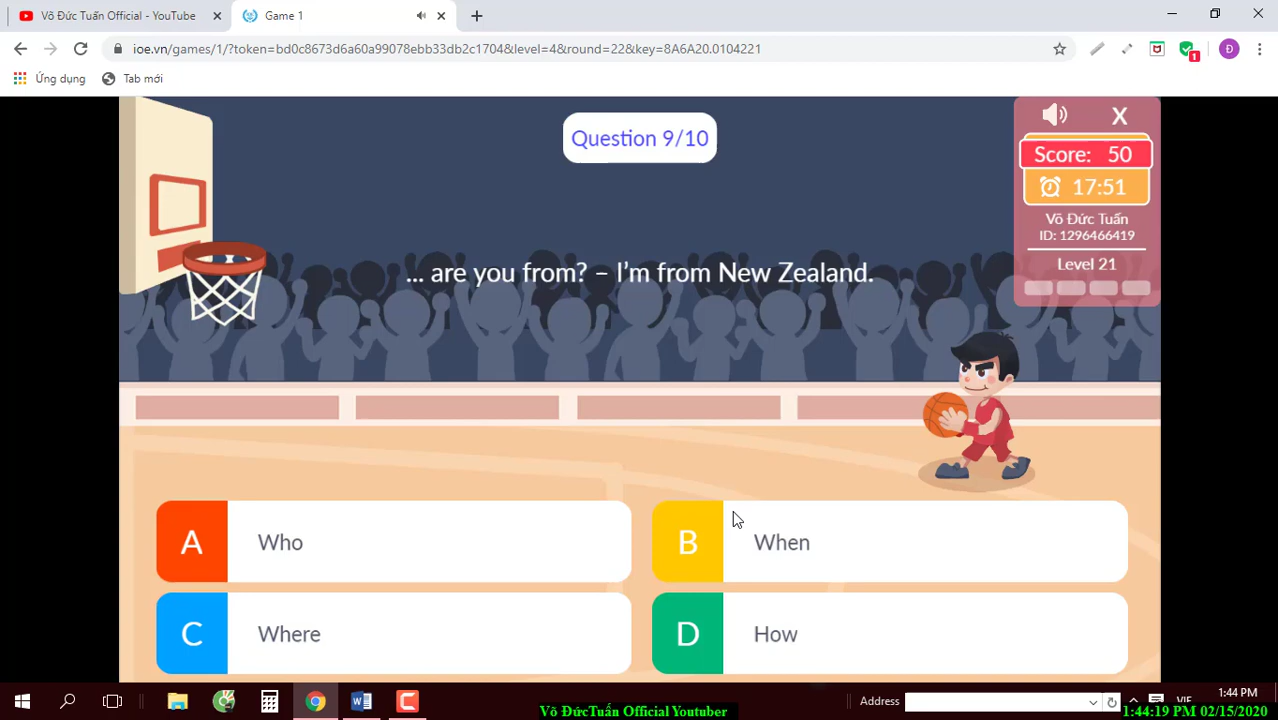 Võ Đức Tuấn Official - YouTube
Game 1
ioe.vn/games/1/?token=bd0c8673d6a60a99078ebb33db2c1704&level=4&round=22&key=8A6A20.0104221
1
Đ
Ứng dụng
Tab mới
Question 9/10
X
Score: 50
17:51
Võ Đức Tuấn
ID: 1296466419
Level 21
... are you from? – I'm from New Zealand.
A
Who
B
When
C
Where
D
How
Address
VIE
1:44 PM
Võ ĐứcTuấn Official Youtuber
1:44:19 PM 02/15/2020